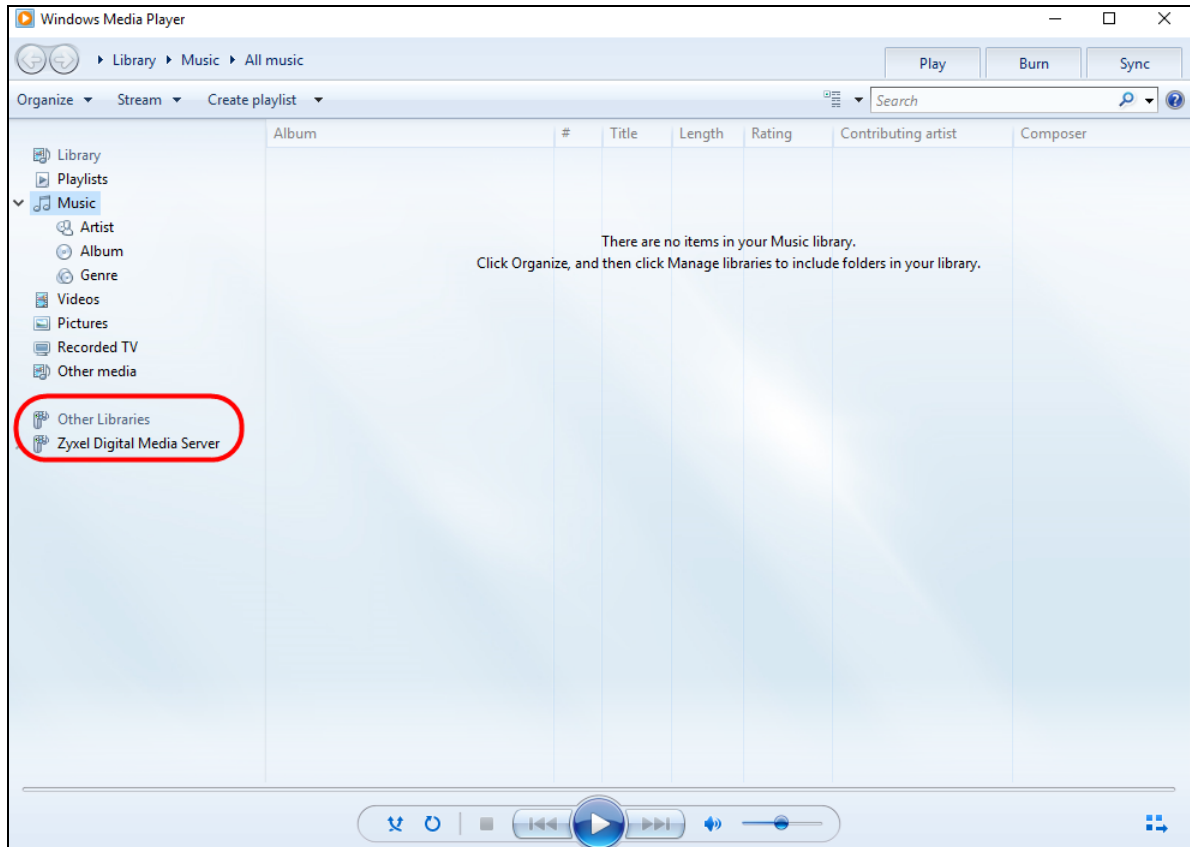 Windows Media Player
Library Music All music
Play Burn Sync
Organize Stream Create playlist Search
Album # Title Length Rating Contributing artist Composer
Library
Playlists
Music
Artist
Album
Genre
Videos
Pictures
Recorded TV
Other media
Other Libraries
Zyxel Digital Media Server
There are no items in your Music library.
Click Organize, and then click Manage libraries to include folders in your library.